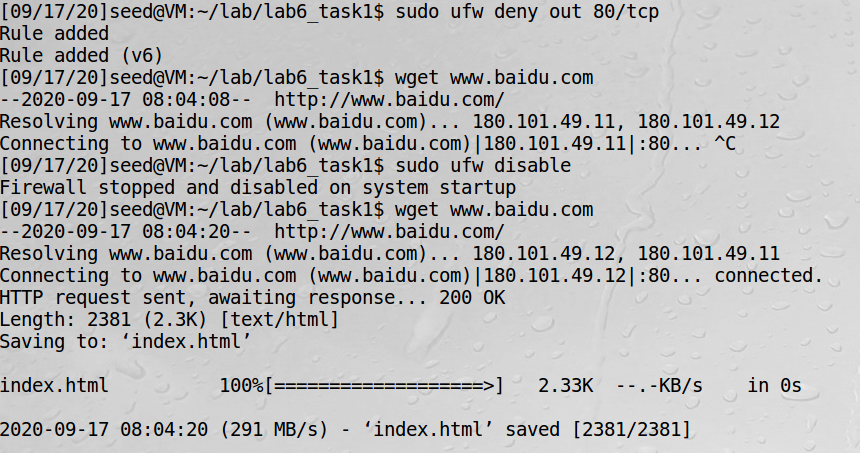 [09/17/20]seed@VM:~/lab/lab6_task1$ sudo ufw deny out 80/tcp
Rule added
Rule added (v6)
[09/17/20]seed@VM:~/lab/lab6_task1$ wget www.baidu.com
--2020-09-17 08:04:08--  http://www.baidu.com/
Resolving www.baidu.com (www.baidu.com)... 180.101.49.11, 180.101.49.12
Connecting to www.baidu.com (www.baidu.com)|180.101.49.11|:80... ^C
[09/17/20]seed@VM:~/lab/lab6_task1$ sudo ufw disable
Firewall stopped and disabled on system startup
[09/17/20]seed@VM:~/lab/lab6_task1$ wget www.baidu.com
--2020-09-17 08:04:20--  http://www.baidu.com/
Resolving www.baidu.com (www.baidu.com)... 180.101.49.12, 180.101.49.11
Connecting to www.baidu.com (www.baidu.com)|180.101.49.12|:80... connected.
HTTP request sent, awaiting response... 200 OK
Length: 2381 (2.3K) [text/html]
Saving to: ‘index.html’
index.html          100%[===================>]   2.33K  --.-KB/s    in 0s
2020-09-17 08:04:20 (291 MB/s) - ‘index.html’ saved [2381/2381]